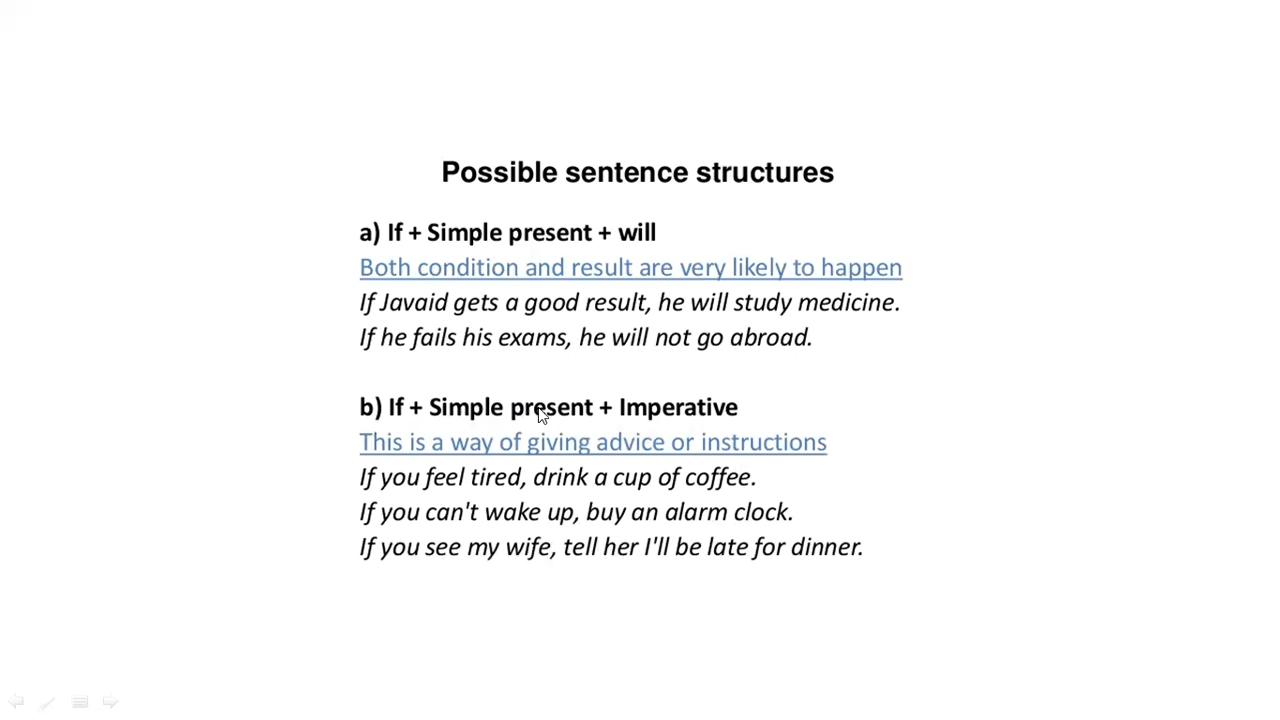 Possible sentence structures
a) If + Simple present + will
Both condition and result are very likely to happen
If Javaid gets a good result, he will study medicine.
If he fails his exams, he will not go abroad.
b) If + Simple present + Imperative
This is a way of giving advice or instructions
If you feel tired, drink a cup of coffee.
If you can't wake up, buy an alarm clock.
If you see my wife, tell her I'll be late for dinner.